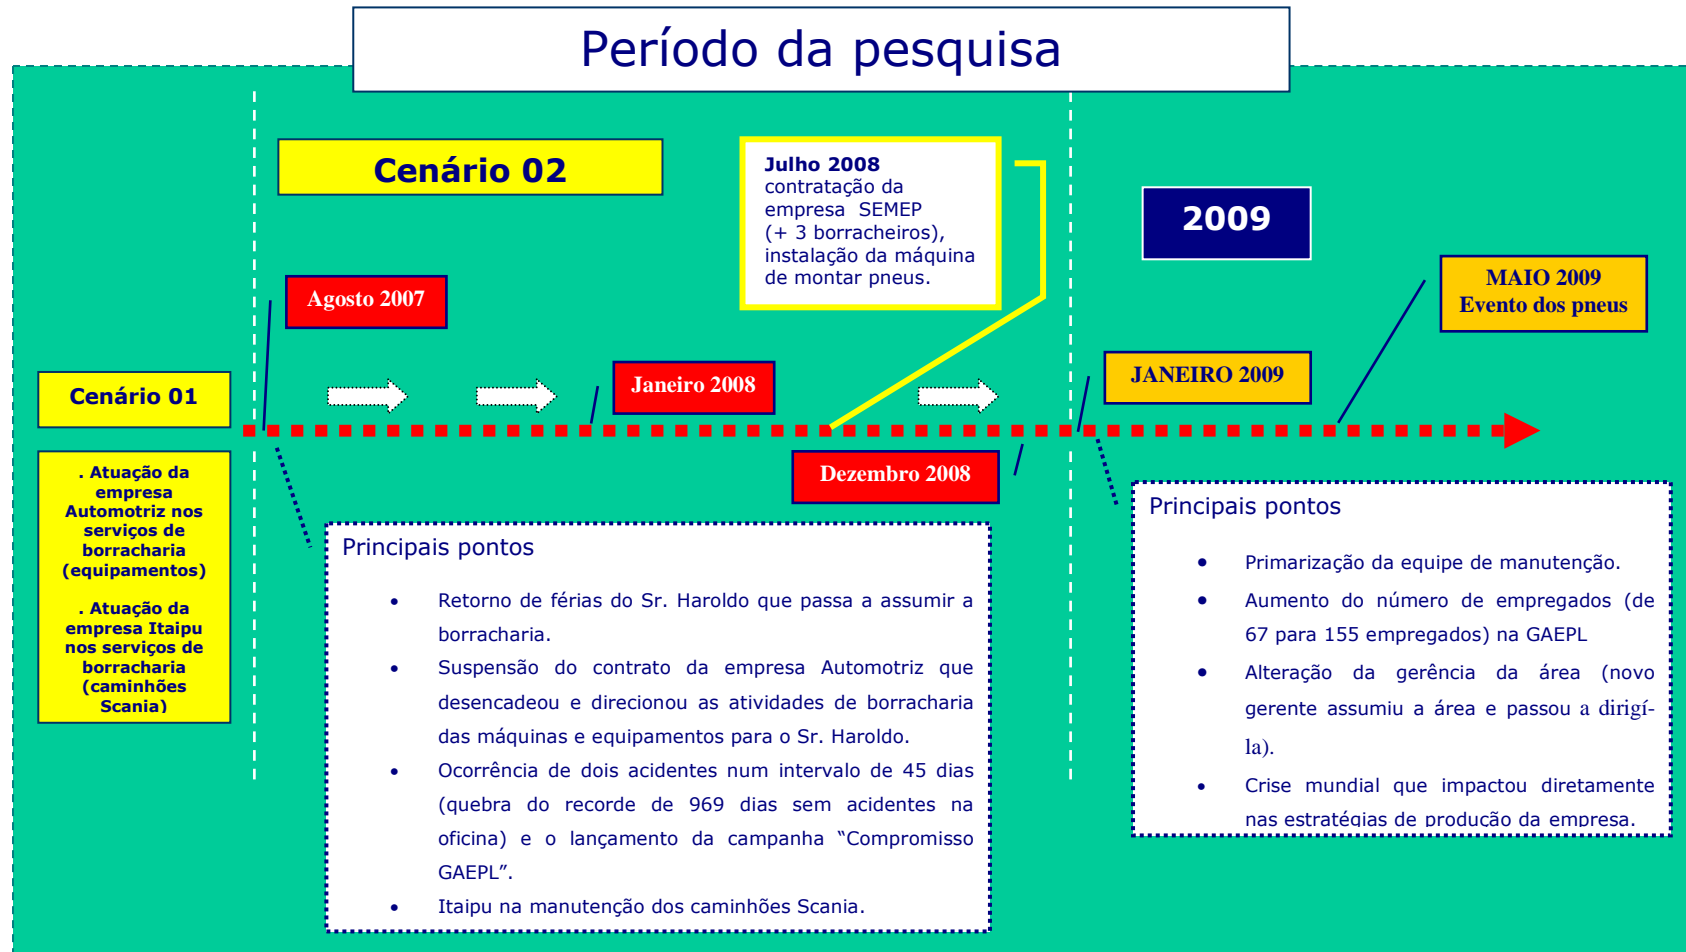 Período da pesquisa
Cenário 02
Julho 2008
contratação da
empresa SEMEP
(+ 3 borracheiros),
instalação da máquina
de montar pneus.
2009
Agosto 2007
MAIO 2009
Evento dos pneus
Cenário 01
Janeiro 2008
JANEIRO 2009
Dezembro 2008
. Atuação da
empresa
Automotriz nos
serviços de
borracharia
(equipamentos)
. Atuação da
empresa Itaipu
nos serviços de
borracharia
(caminhões
Scania)
Principais pontos
• Retorno de férias do Sr. Haroldo que passa a assumir a
borracharia.
• Suspensão do contrato da empresa Automotriz que
desencadeou e direcionou as atividades de borracharia
das máquinas e equipamentos para o Sr. Haroldo.
• Ocorrência de dois acidentes num intervalo de 45 dias
(quebra do recorde de 969 dias sem acidentes na
oficina) e o lançamento da campanha “Compromisso
GAEPL”.
• Itaipu na manutenção dos caminhões Scania.
Principais pontos
• Primarização da equipe de manutenção.
• Aumento do número de empregados (de
67 para 155 empregados) na GAEPL
• Alteração da gerência da área (novo
gerente assumiu a área e passou a dirigí-
la).
• Crise mundial que impactou diretamente
nas estratégias de produção da empresa.